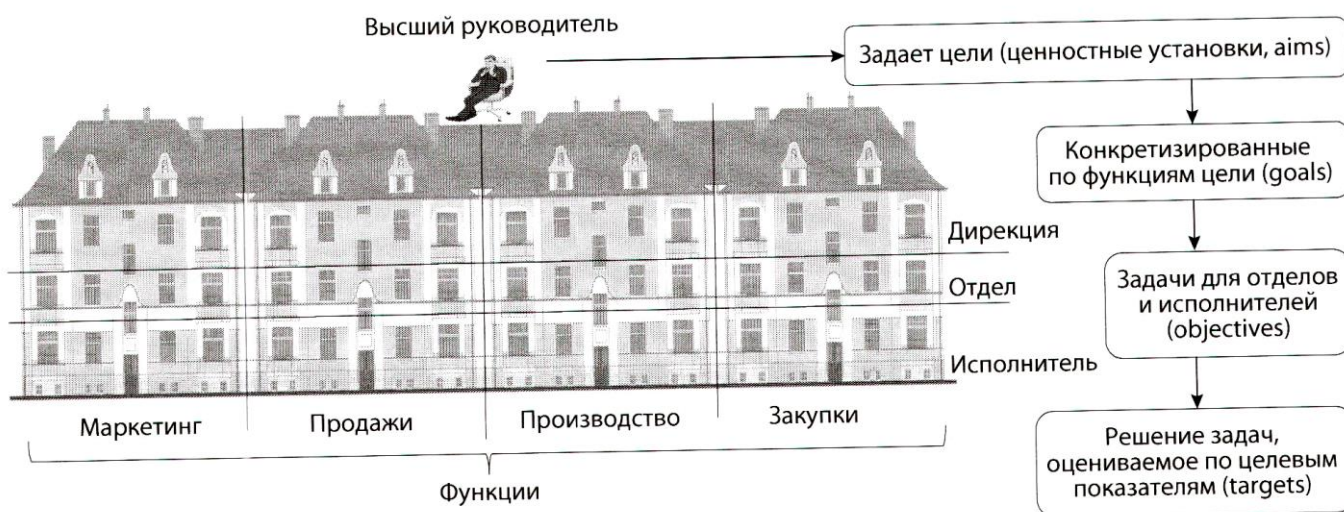 Высший руководитель
Задает цели (ценностные установки, aims)
Конкретизированные
по функциям цели (goals)
Дирекция
Задачи для отделов
и исполнителей
(objectives)
Отдел
Исполнитель
Маркетинг
Продажи
Производство
Закупки
Решение задач,
оцениваемое по целевым
показателям (targets)
Функции